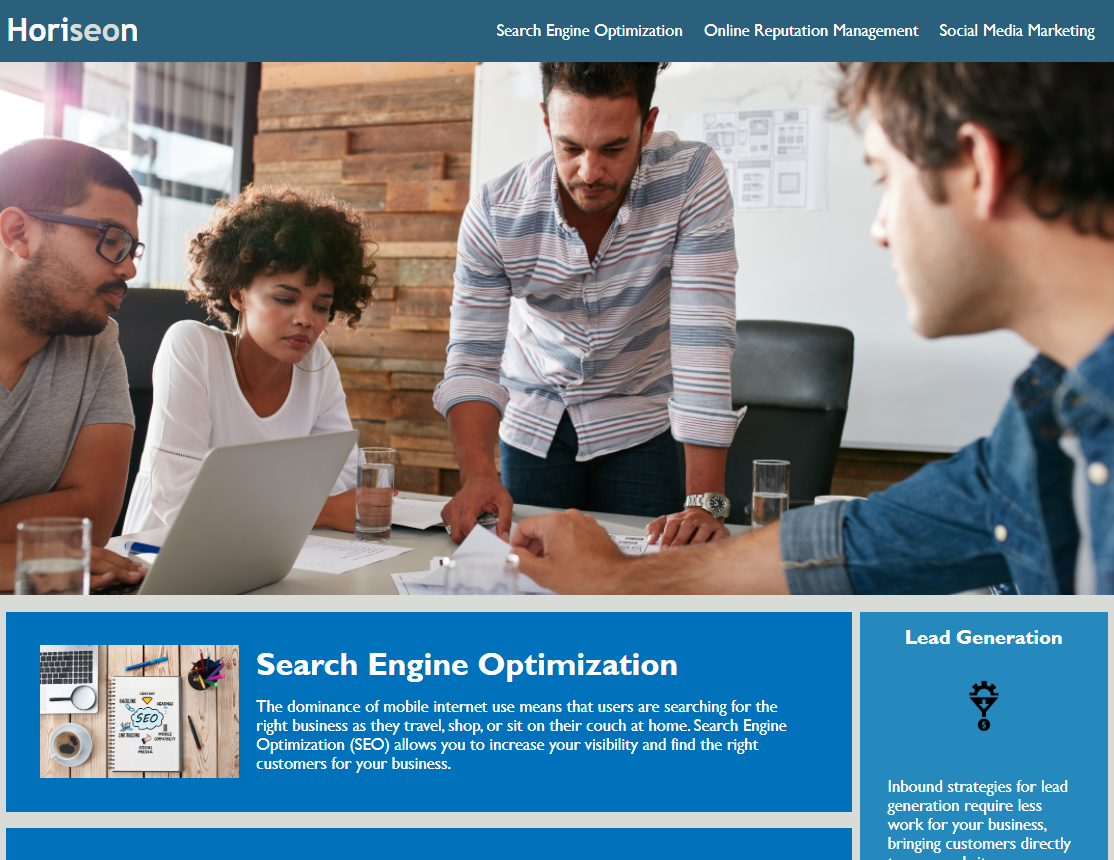 Horiseon
Search Engine Optimization
Online Reputation Management
Social Media Marketing
Search Engine Optimization
The dominance of mobile internet use means that users are searching for the
right business as they travel, shop, or sit on their couch at home. Search Engine
Optimization (SEO) allows you to increase your visibility and find the right
customers for your business.
SEO
Lead Generation
Inbound strategies for lead
generation require less
work for your business,
bringing customers directly